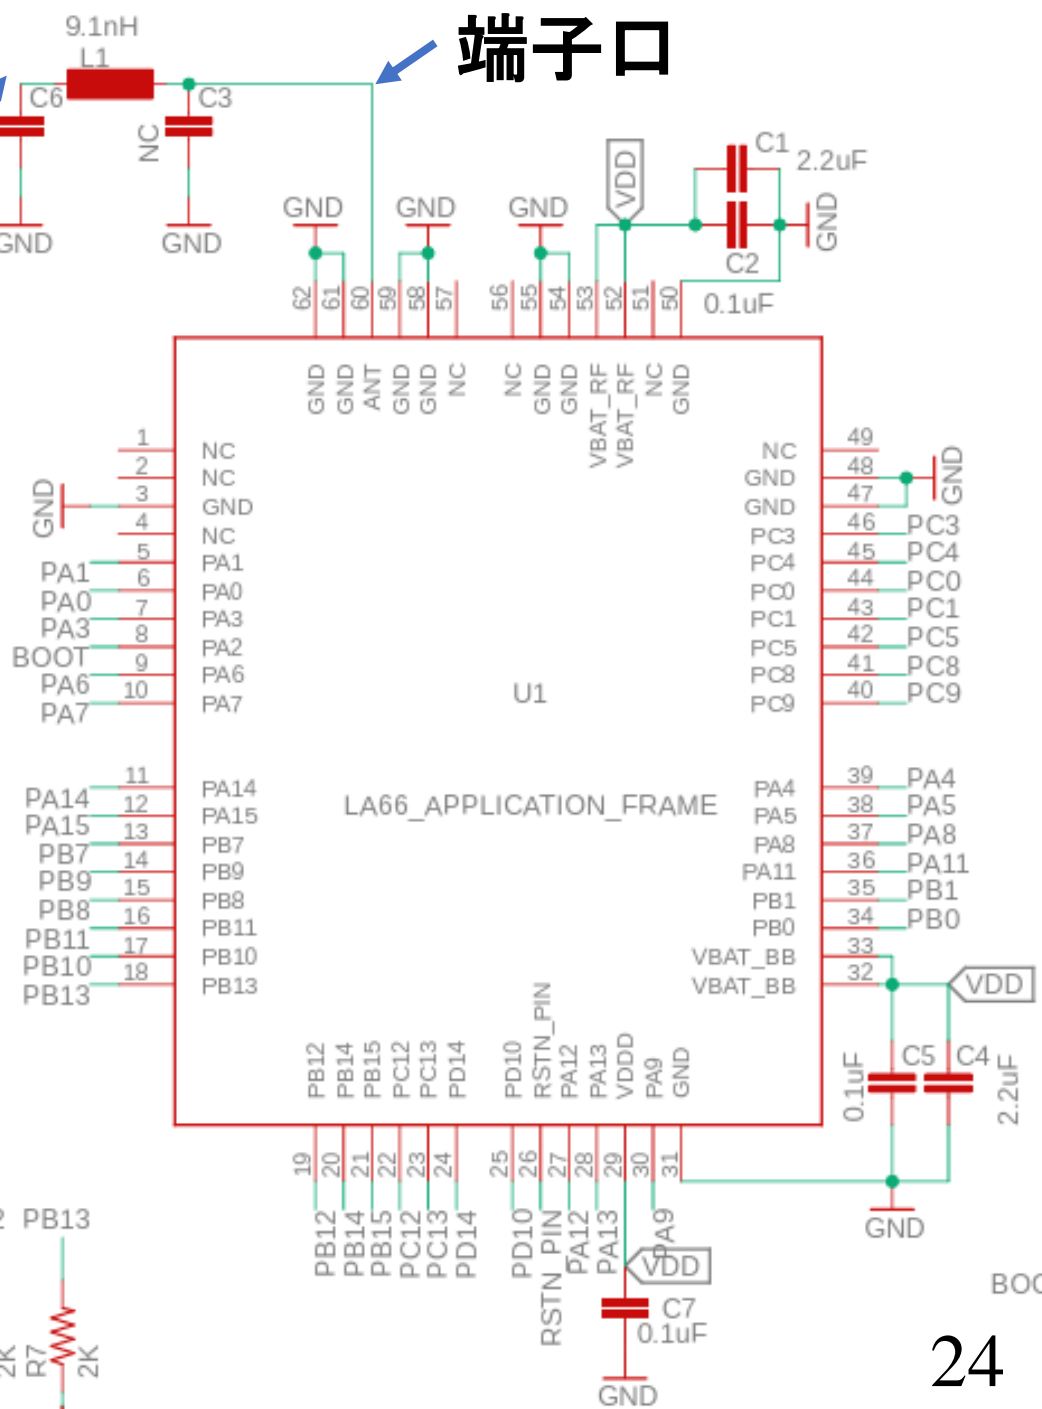 9.1nH
L1
端子口
C6
C3
NC
GND
GND
C1
2.2uF
VDD
GND
GND
GND
GND
C2
0.1uF
62
61
60
59
58
57
56
55
54
53
52
51
50
GND
GND
ANT
GND
GND
NC
NC
GND
GND
VBAT_RF
VBAT_RF
NC
GND
1 NC
2 NC
GND 3 GND
4 NC
PA1 5 PA1
PA0 6 PA0
PA3 7 PA3
BOOT 8 PA2
PA6 9 PA6
PA7 10 PA7
PA14 11 PA14
PA15 12 PA15
PB7 13 PB7
PB9 14 PB9
PB8 15 PB8
PB11 16 PB11
PB10 17 PB10
PB13 18 PB13
U1
LA66_APPLICATION_FRAME
NC 49
GND 48 GND
GND 47
PC3 46 PC3
PC4 45 PC4
PC0 44 PC0
PC1 43 PC1
PC5 42 PC5
PC8 41 PC8
PC9 40 PC9
PA4 39 PA4
PA5 38 PA5
PA8 37 PA8
PA11 36 PA11
PB1 35 PB1
PB0 34 PB0
VBAT_BB 33
VBAT_BB 32 VDD
C5
C4
0.1uF
2.2uF
GND
PB12
PB14
PB15
PC12
PC13
PD14
PD10
RSTN_PIN
PA12
PA13
VDDD
PA9
GND
19
20
21
22
23
24
25
26
27
28
29
30
31
PB12
PB14
PB15
PC12
PC13
PD14
PD10
RSTN_PIN
PA12
PA13
PA9
VDD
C7
0.1uF
GND
PB13
R7
2K
2K
BOO
24